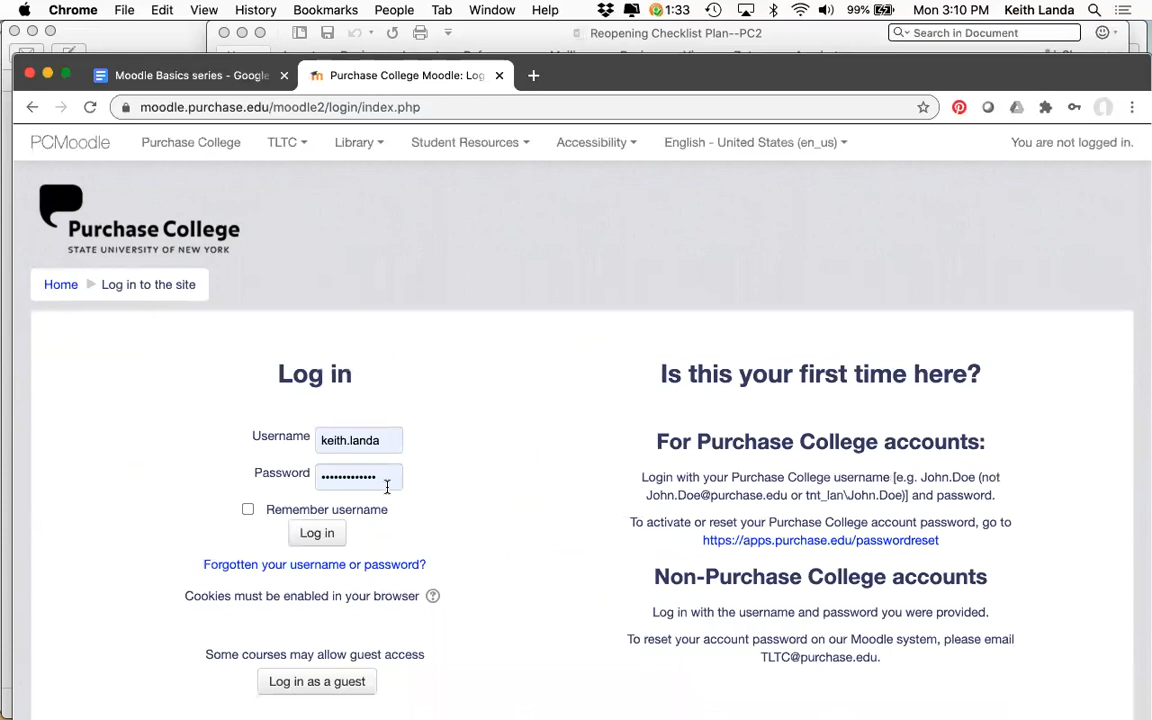 Chrome File Edit View History Bookmarks People Tab Window Help 1:33 99% Mon 3:10 PM Keith Landa
Reopening Checklist Plan--PC2 Search in Document
Moodle Basics series - Google Purchase College Moodle: Log
moodle.purchase.edu/moodle2/login/index.php
PCMoodle Purchase College TLTC Library Student Resources Accessibility English - United States (en_us) You are not logged in.
Purchase College
STATE UNIVERSITY OF NEW YORK
Home Log in to the site
Log in
Username keith.landa
Password •••••••••••••
Remember username
Log in
Forgotten your username or password?
Cookies must be enabled in your browser
Some courses may allow guest access
Log in as a guest
Is this your first time here?
For Purchase College accounts:
Login with your Purchase College username [e.g. John.Doe (not
John.Doe@purchase.edu or tnt_lan\John.Doe)] and password.
To activate or reset your Purchase College account password, go to
https://apps.purchase.edu/passwordreset
Non-Purchase College accounts
Log in with the username and password you were provided.
To reset your account password on our Moodle system, please email
TLTC@purchase.edu.